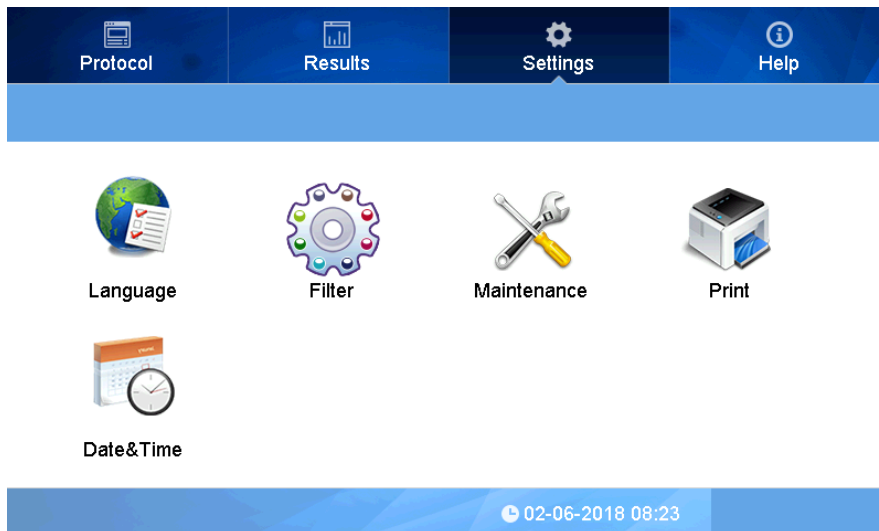 Protocol
Results
Settings
Help
Language
Filter
Maintenance
Print
Date&Time
02-06-2018 08:23